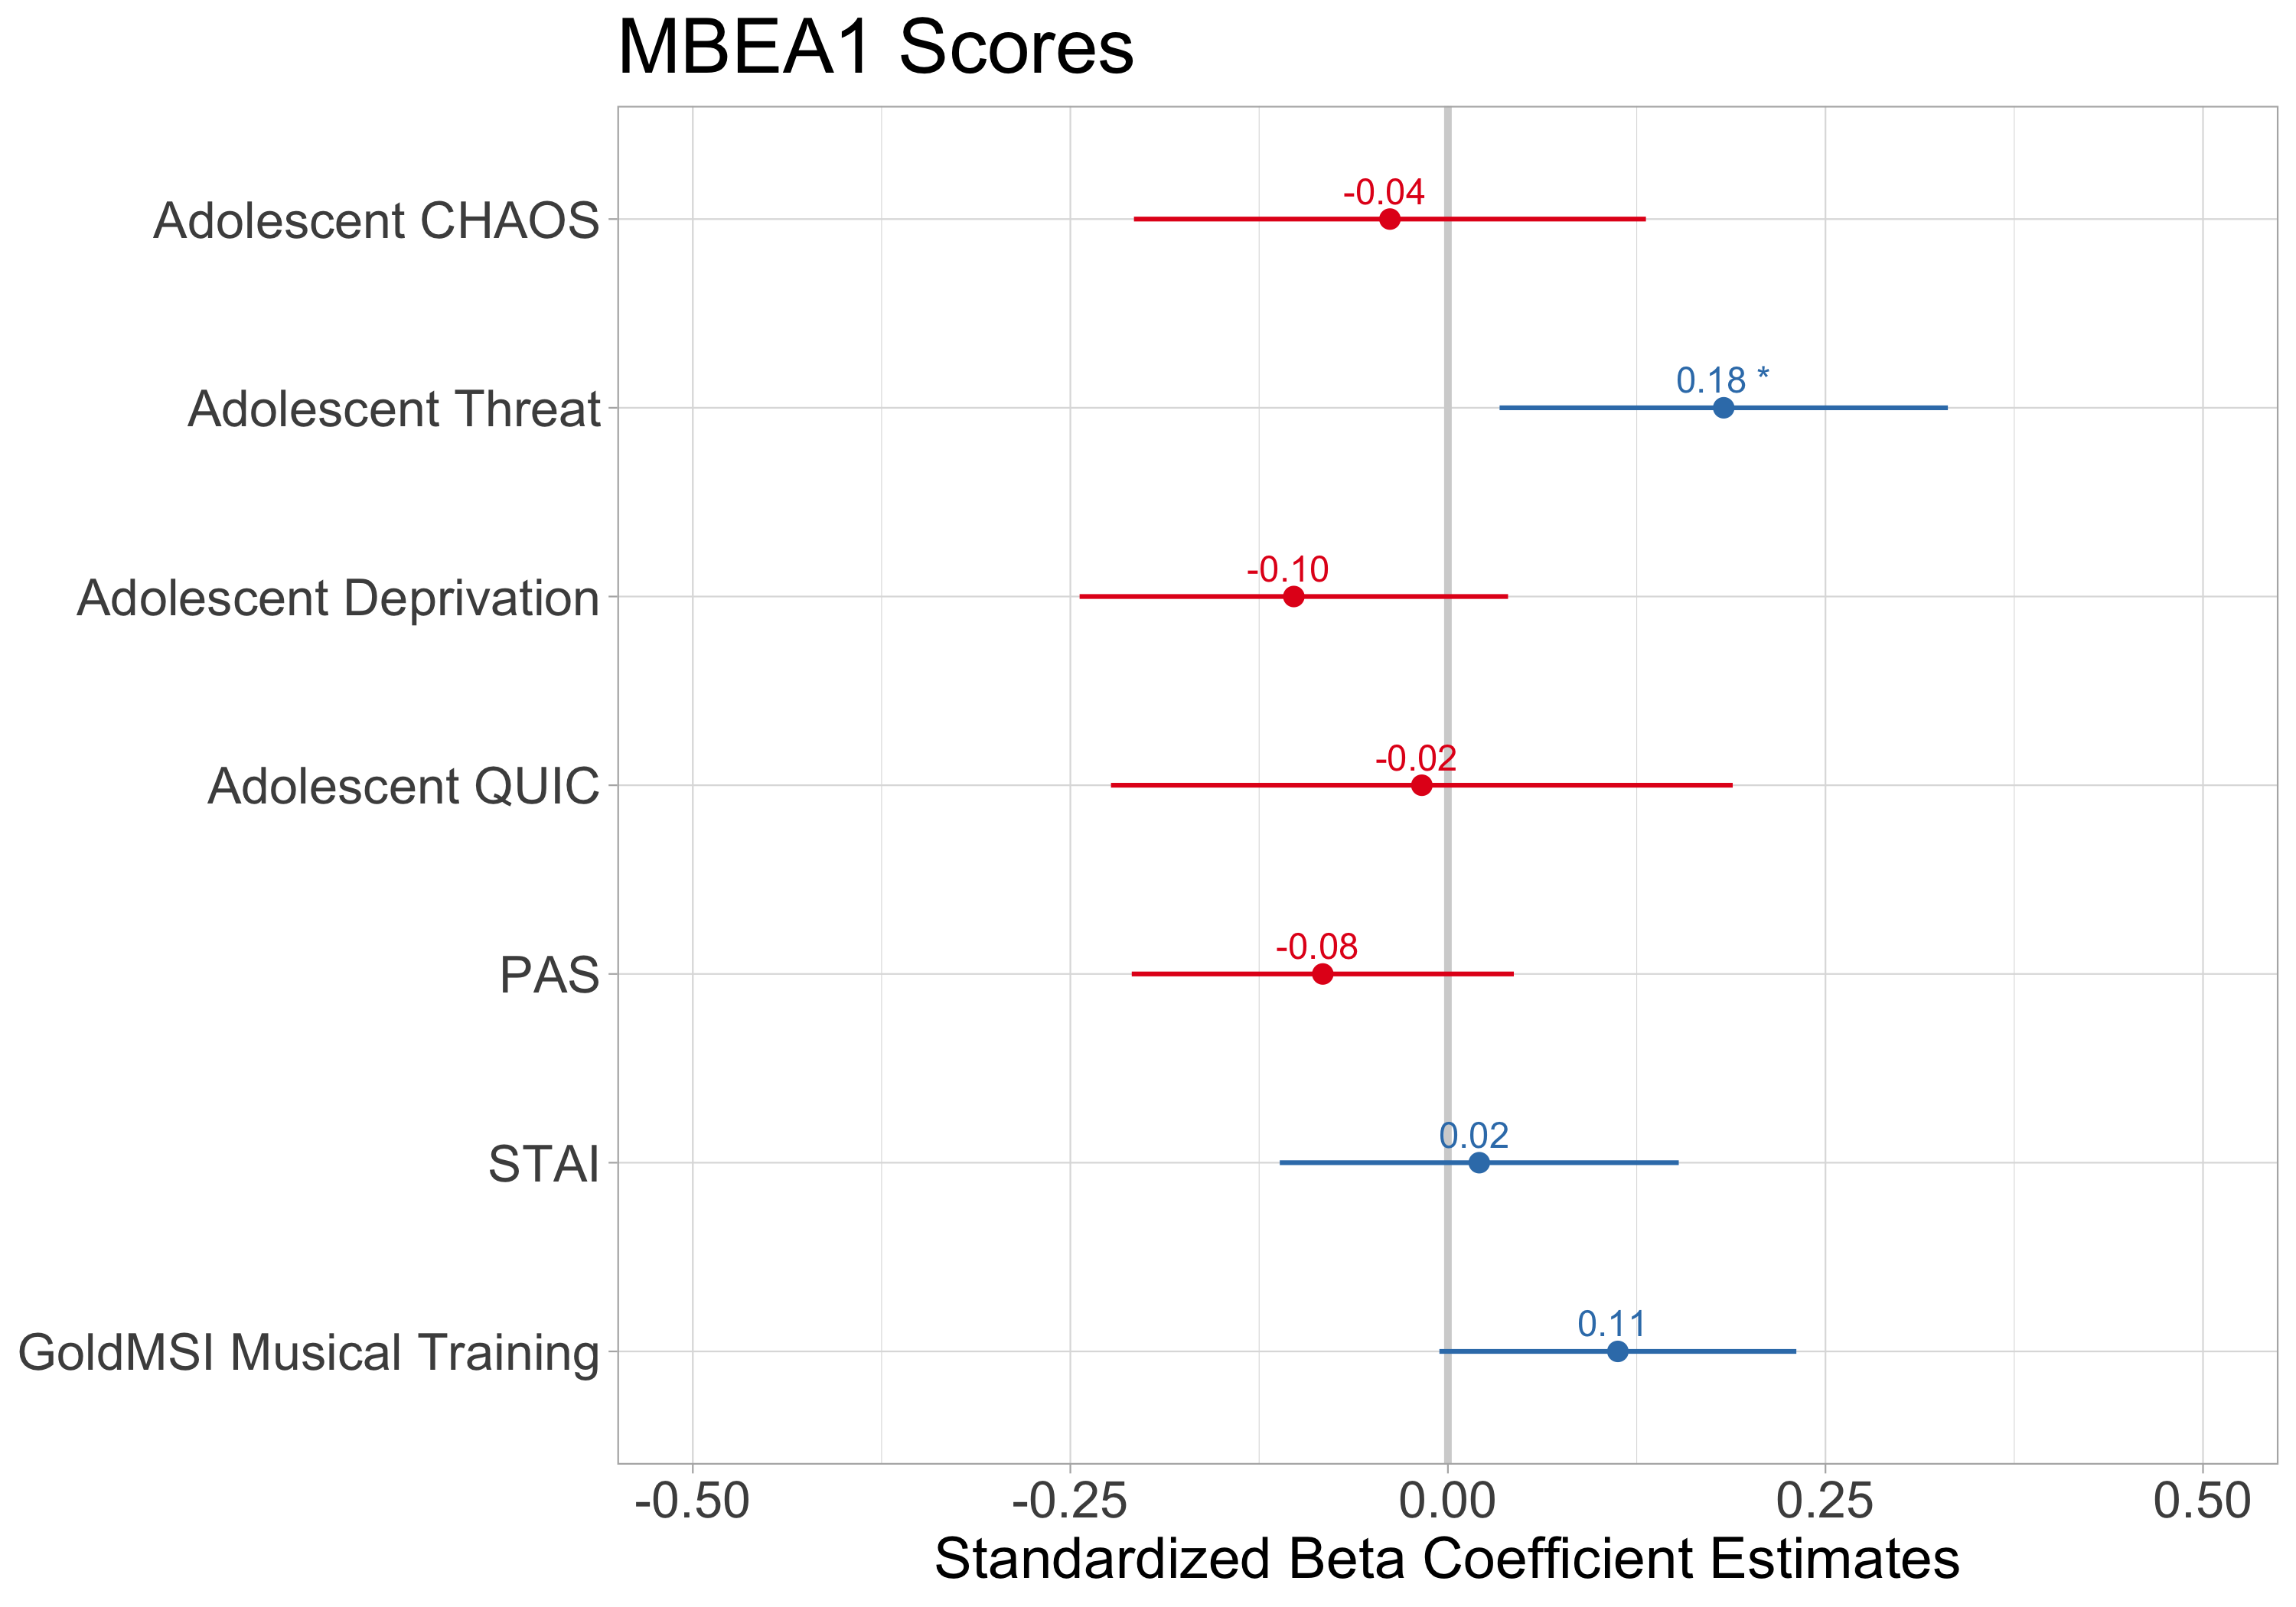 MBEA1 Scores
Adolescent CHAOS
-0.04
Adolescent Threat
0.18 *
Adolescent Deprivation
-0.10
Adolescent QUIC
-0.02
PAS
-0.08
STAI
0.02
GoldMSI Musical Training
0.11
-0.50
-0.25
0.00
0.25
0.50
Standardized Beta Coefficient Estimates